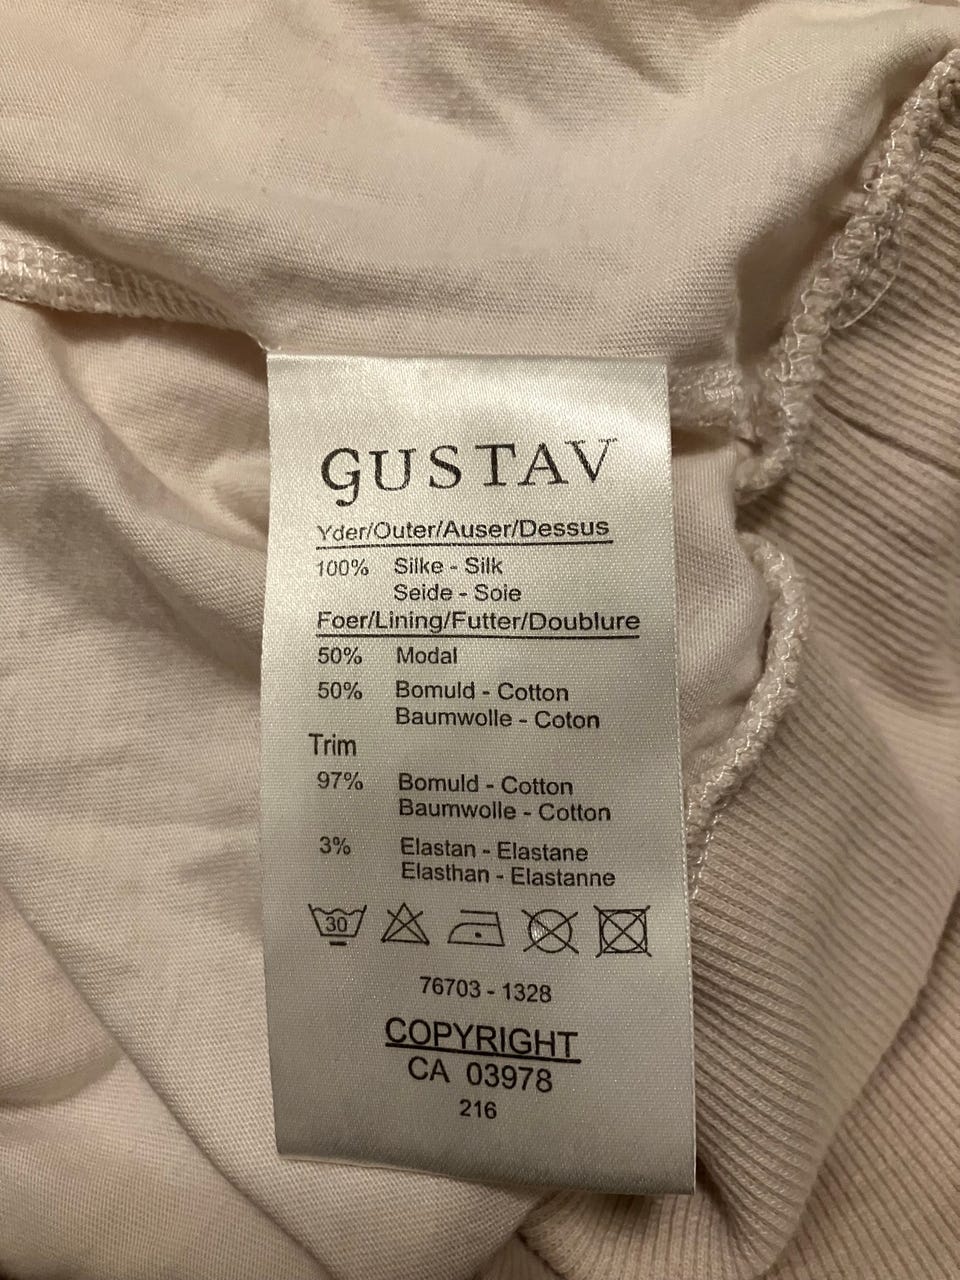 GUSTAV
Yder/Outer/Auser/Dessus
100% Silke - Silk
Seide - Soie
Foer/Lining/Futter/Doublure
50% Modal
50% Bomuld - Cotton
Baumwolle - Coton
Trim
97% Bomuld - Cotton
Baumwolle - Cotton
3% Elastan - Elastane
Elasthan - Elastanne
30
76703 - 1328
COPYRIGHT
CA 03978
216